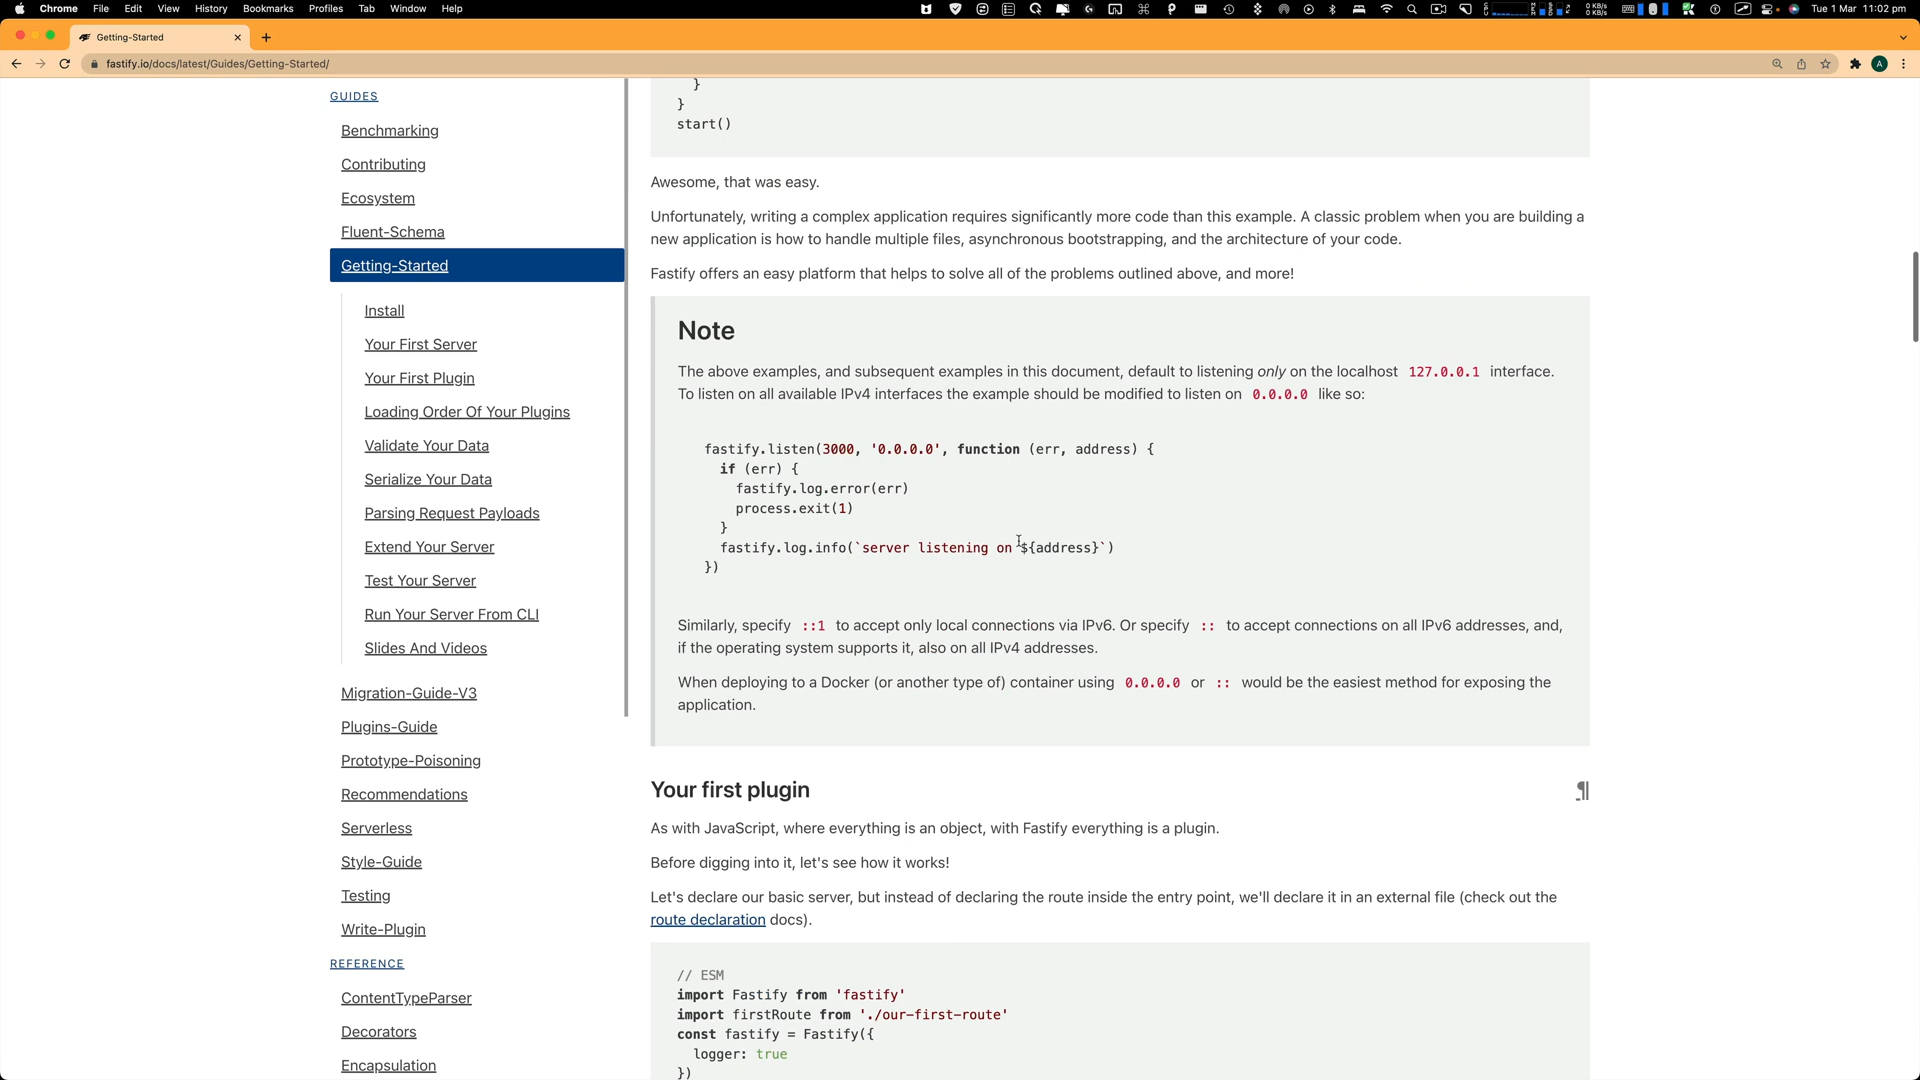 Chrome File Edit View History Bookmarks Profiles Tab Window Help
0 KB/s
0 KB/s
Tue 1 Mar 11:02 pm
Getting-Started
fastify.io/docs/latest/Guides/Getting-Started/
A
GUIDES
Benchmarking
Contributing
Ecosystem
Fluent-Schema
Getting-Started
Install
Your First Server
Your First Plugin
Loading Order Of Your Plugins
Validate Your Data
Serialize Your Data
Parsing Request Payloads
Extend Your Server
Test Your Server
Run Your Server From CLI
Slides And Videos
Migration-Guide-V3
Plugins-Guide
Prototype-Poisoning
Recommendations
Serverless
Style-Guide
Testing
Write-Plugin
REFERENCE
ContentTypeParser
Decorators
Encapsulation
}
}
start()
Awesome, that was easy.
Unfortunately, writing a complex application requires significantly more code than this example. A classic problem when you are building a
new application is how to handle multiple files, asynchronous bootstrapping, and the architecture of your code.
Fastify offers an easy platform that helps to solve all of the problems outlined above, and more!
Note
The above examples, and subsequent examples in this document, default to listening only on the localhost 127.0.0.1 interface.
To listen on all available IPv4 interfaces the example should be modified to listen on 0.0.0.0 like so:
fastify.listen(3000, '0.0.0.0', function (err, address) {
if (err) {
fastify.log.error(err)
process.exit(1)
}
fastify.log.info(`server listening on ${address}`)
})
Similarly, specify ::1 to accept only local connections via IPv6. Or specify :: to accept connections on all IPv6 addresses, and,
if the operating system supports it, also on all IPv4 addresses.
When deploying to a Docker (or another type of) container using 0.0.0.0 or :: would be the easiest method for exposing the
application.
Your first plugin ¶
As with JavaScript, where everything is an object, with Fastify everything is a plugin.
Before digging into it, let's see how it works!
Let's declare our basic server, but instead of declaring the route inside the entry point, we'll declare it in an external file (check out the
route declaration docs).
// ESM
import Fastify from 'fastify'
import firstRoute from './our-first-route'
const fastify = Fastify({
logger: true
})